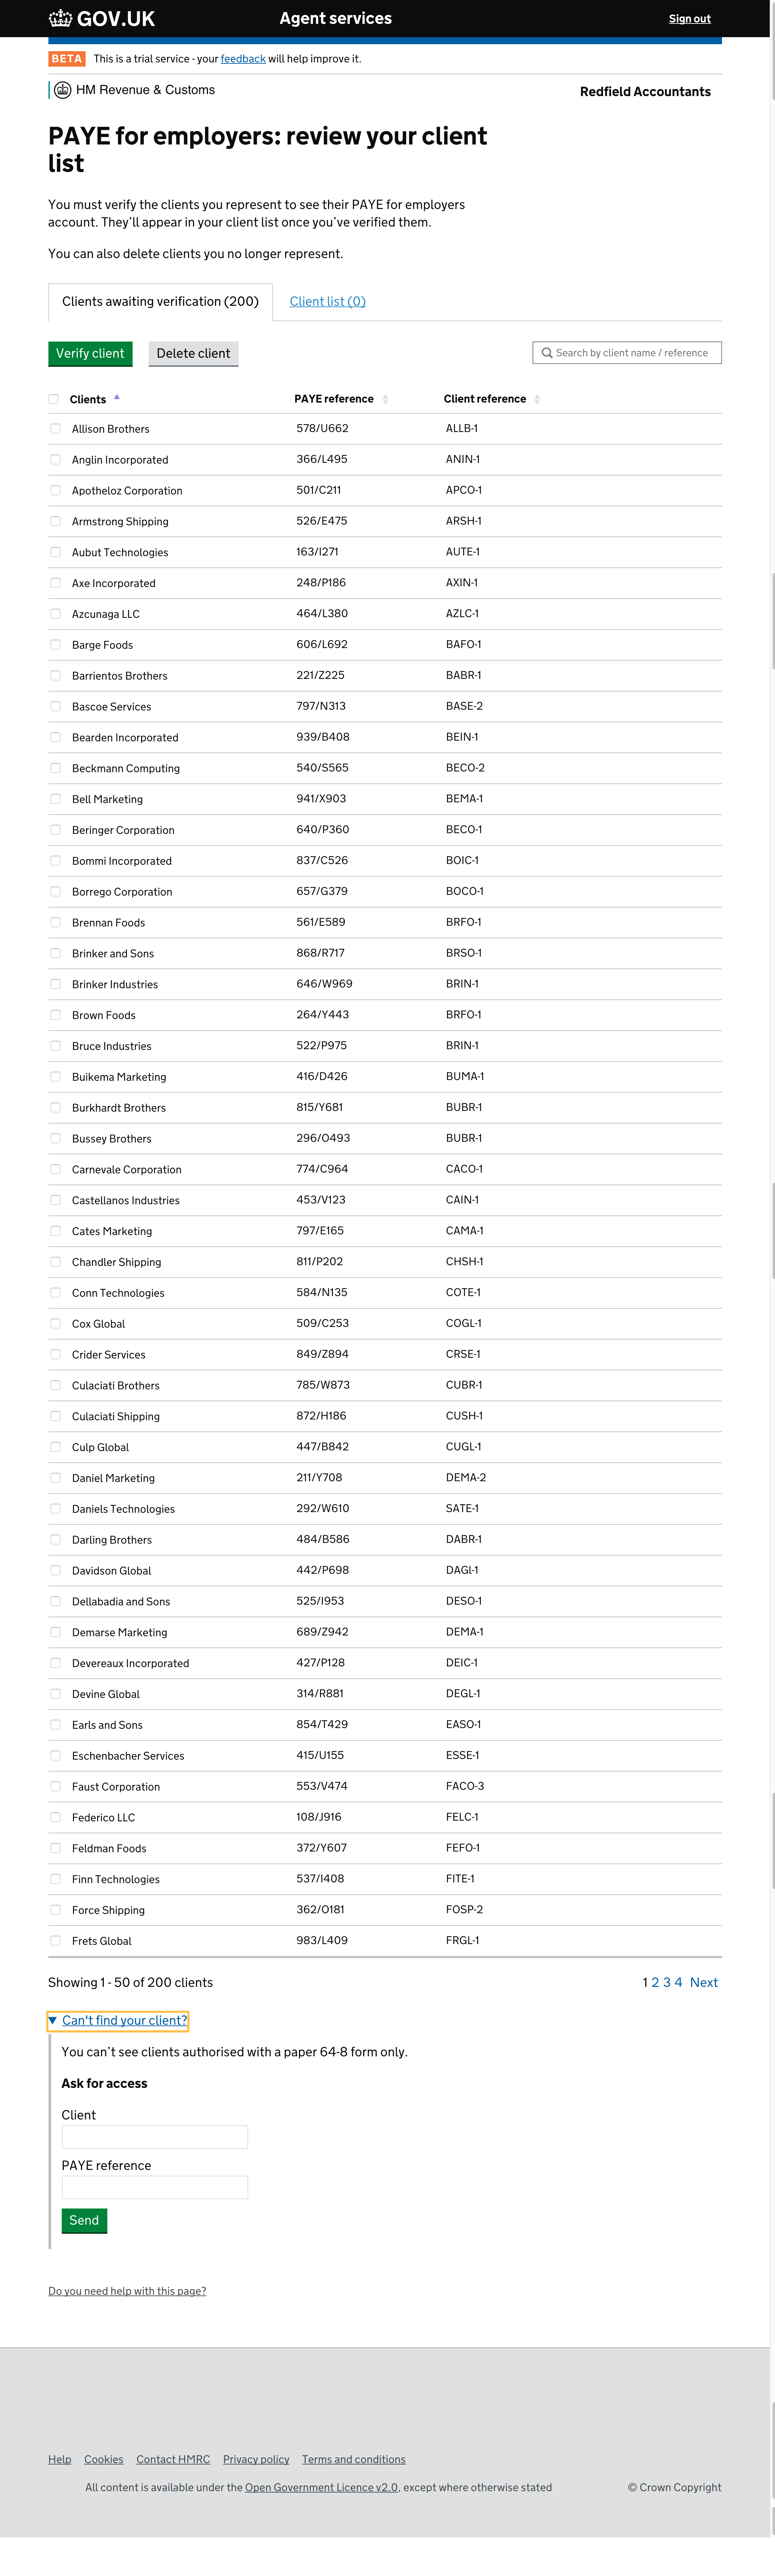 GOV.UK Agent services Sign out
BETA This is a trial service - your feedback will help improve it.
HM Revenue & Customs Redfield Accountants
PAYE for employers: review your client
list
You must verify the clients you represent to see their PAYE for employers
account. They’ll appear in your client list once you’ve verified them.
You can also delete clients you no longer represent.
Clients awaiting verification (200) Client list (0)
Verify client Delete client Search by client name / reference
Clients PAYE reference Client reference
Allison Brothers 578/U662 ALLB-1
Anglin Incorporated 366/L495 ANIN-1
Apotheloz Corporation 501/C211 APCO-1
Armstrong Shipping 526/E475 ARSH-1
Aubut Technologies 163/I271 AUTE-1
Axe Incorporated 248/P186 AXIN-1
Azcunaga LLC 464/L380 AZLC-1
Barge Foods 606/L692 BAFO-1
Barrientos Brothers 221/Z225 BABR-1
Bascoe Services 797/N313 BASE-2
Bearden Incorporated 939/B408 BEIN-1
Beckmann Computing 540/S565 BECO-2
Bell Marketing 941/X903 BEMA-1
Beringer Corporation 640/P360 BECO-1
Bommi Incorporated 837/C526 BOIC-1
Borrego Corporation 657/G379 BOCO-1
Brennan Foods 561/E589 BRFO-1
Brinker and Sons 868/R717 BRSO-1
Brinker Industries 646/W969 BRIN-1
Brown Foods 264/Y443 BRFO-1
Bruce Industries 522/P975 BRIN-1
Buikema Marketing 416/D426 BUMA-1
Burkhardt Brothers 815/Y681 BUBR-1
Bussey Brothers 296/O493 BUBR-1
Carnevale Corporation 774/C964 CACO-1
Castellanos Industries 453/V123 CAIN-1
Cates Marketing 797/E165 CAMA-1
Chandler Shipping 811/P202 CHSH-1
Conn Technologies 584/N135 COTE-1
Cox Global 509/C253 COGL-1
Crider Services 849/Z894 CRSE-1
Culaciati Brothers 785/W873 CUBR-1
Culaciati Shipping 872/H186 CUSH-1
Culp Global 447/B842 CUGL-1
Daniel Marketing 211/Y708 DEMA-2
Daniels Technologies 292/W610 SATE-1
Darling Brothers 484/B586 DABR-1
Davidson Global 442/P698 DAGl-1
Dellabadia and Sons 525/I953 DESO-1
Demarse Marketing 689/Z942 DEMA-1
Devereaux Incorporated 427/P128 DEIC-1
Devine Global 314/R881 DEGL-1
Earls and Sons 854/T429 EASO-1
Eschenbacher Services 415/U155 ESSE-1
Faust Corporation 553/V474 FACO-3
Federico LLC 108/J916 FELC-1
Feldman Foods 372/Y607 FEFO-1
Finn Technologies 537/I408 FITE-1
Force Shipping 362/O181 FOSP-2
Frets Global 983/L409 FRGL-1
Showing 1 - 50 of 200 clients 1 2 3 4 Next
Can't find your client?
You can’t see clients authorised with a paper 64-8 form only.
Ask for access
Client
PAYE reference
Send
Do you need help with this page?
Help Cookies Contact HMRC Privacy policy Terms and conditions
All content is available under the Open Government Licence v2.0, except where otherwise stated © Crown Copyright